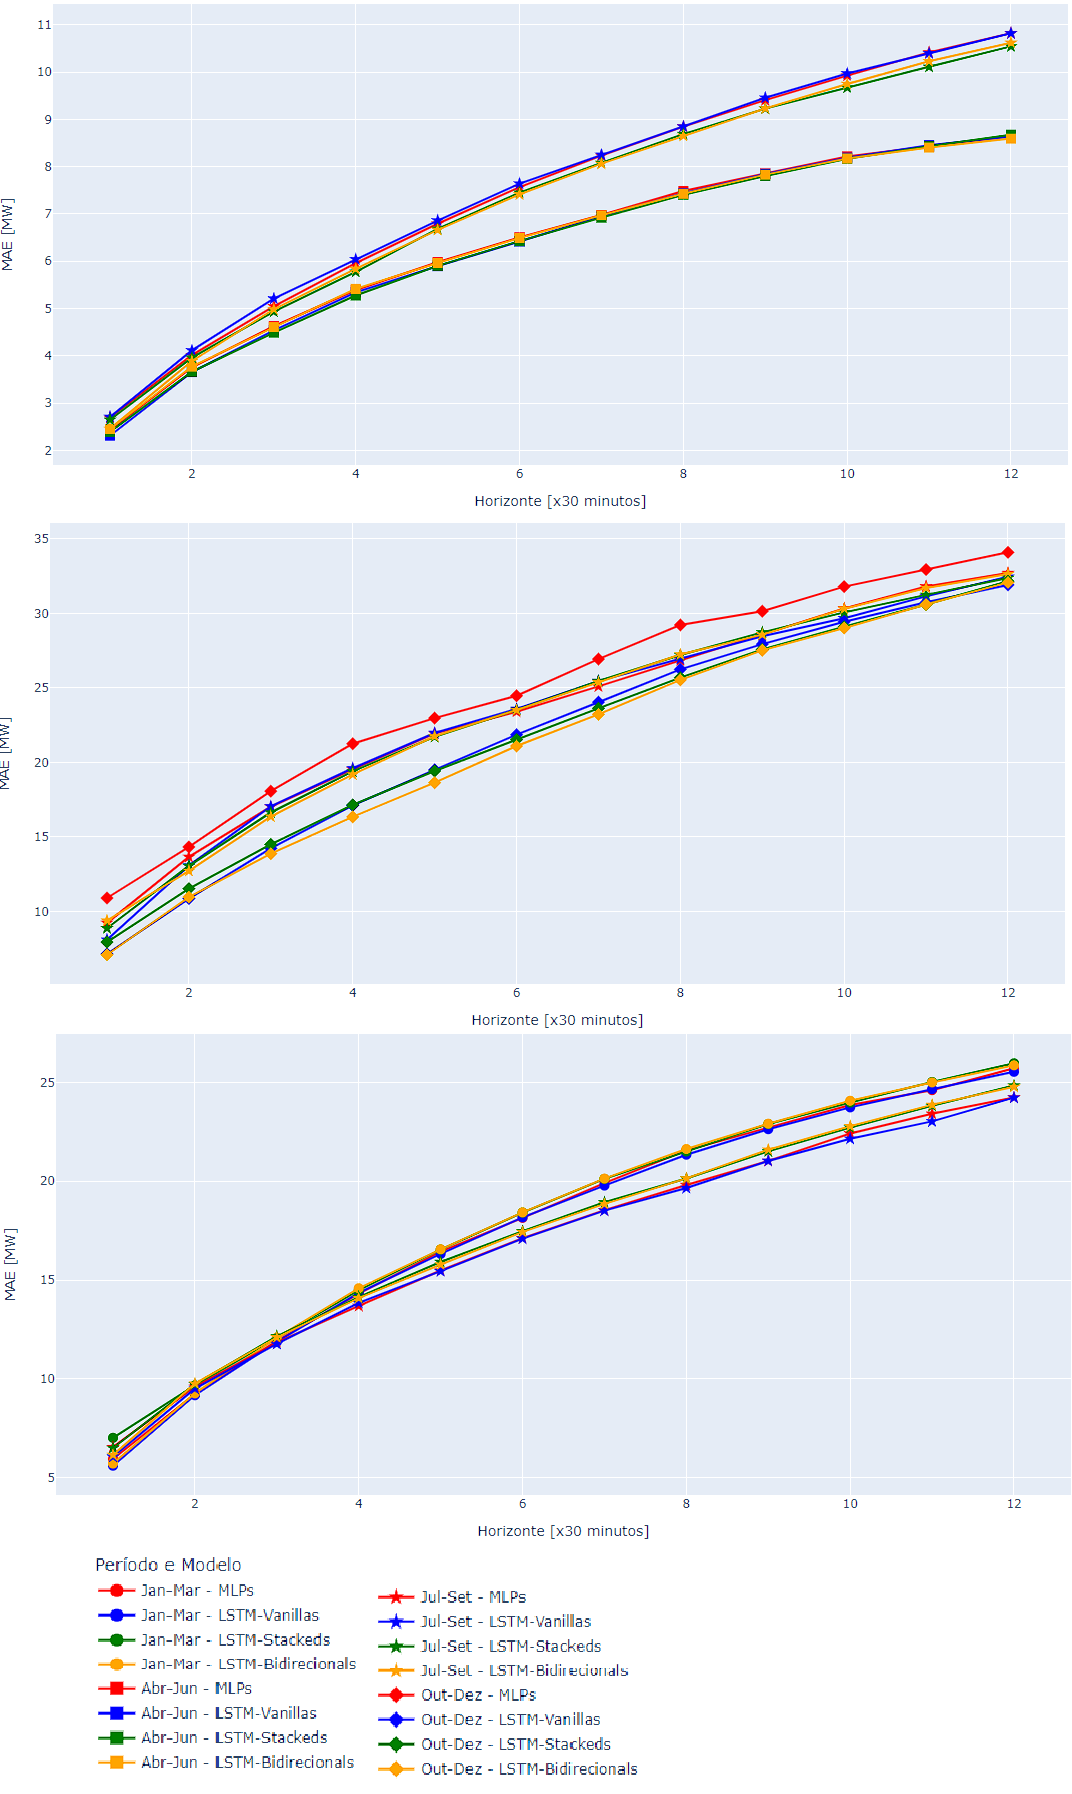 11
10
9
8
7
6
5
4
3
2
MAE [MW]
2 4 6 8 10 12
Horizonte [x30 minutos]
35
30
25
20
15
10
MAE [MW]
2 4 6 8 10 12
Horizonte [x30 minutos]
25
20
15
10
5
MAE [MW]
2 4 6 8 10 12
Horizonte [x30 minutos]
Período e Modelo
Jan-Mar - MLPs
Jan-Mar - LSTM-Vanillas
Jan-Mar - LSTM-Stackeds
Jan-Mar - LSTM-Bidirecionals
Abr-Jun - MLPs
Abr-Jun - LSTM-Vanillas
Abr-Jun - LSTM-Stackeds
Abr-Jun - LSTM-Bidirecionals
Jul-Set - MLPs
Jul-Set - LSTM-Vanillas
Jul-Set - LSTM-Stackeds
Jul-Set - LSTM-Bidirecionals
Out-Dez - MLPs
Out-Dez - LSTM-Vanillas
Out-Dez - LSTM-Stackeds
Out-Dez - LSTM-Bidirecionals